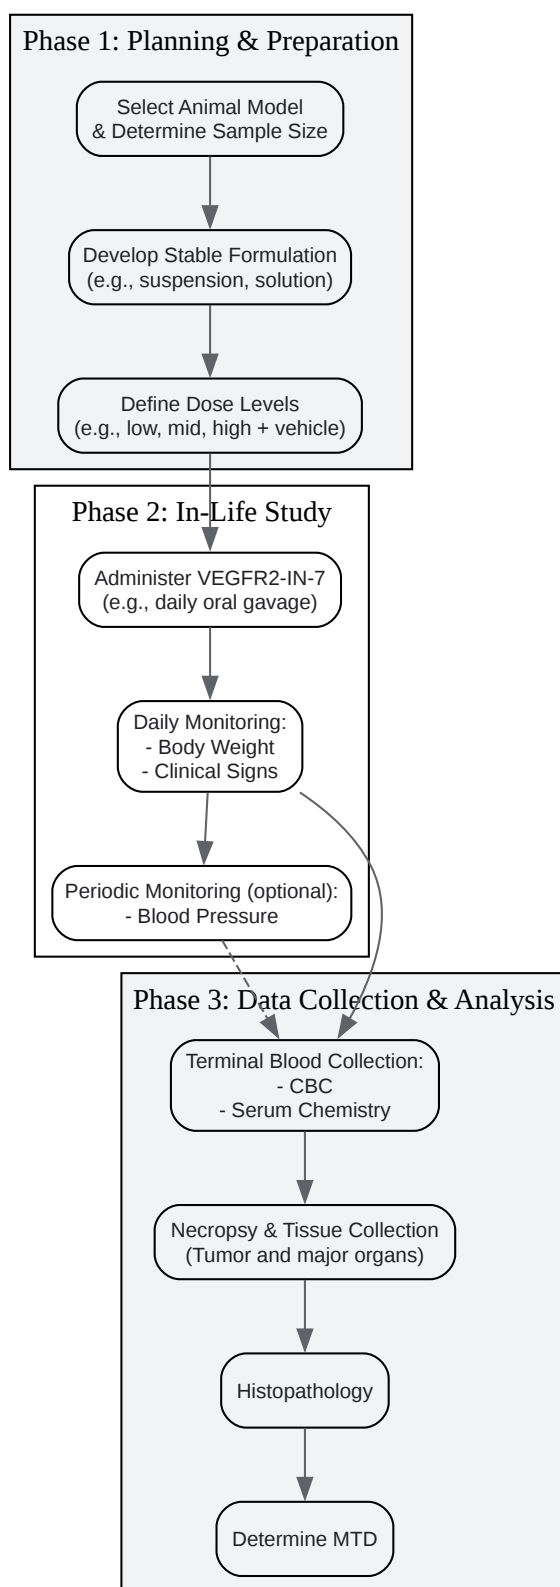 Phase 1: Planning & Preparation
Select Animal Model
& Determine Sample Size
Develop Stable Formulation
(e.g., suspension, solution)
Define Dose Levels
(e.g., low, mid, high + vehicle)
Phase 2: In-Life Study
Administer VEGFR2-IN-7
(e.g., daily oral gavage)
Daily Monitoring:
- Body Weight
- Clinical Signs
Periodic Monitoring (optional):
- Blood Pressure
Phase 3: Data Collection & Analysis
Terminal Blood Collection:
- CBC
- Serum Chemistry
Necropsy & Tissue Collection
(Tumor and major organs)
Histopathology
Determine MTD